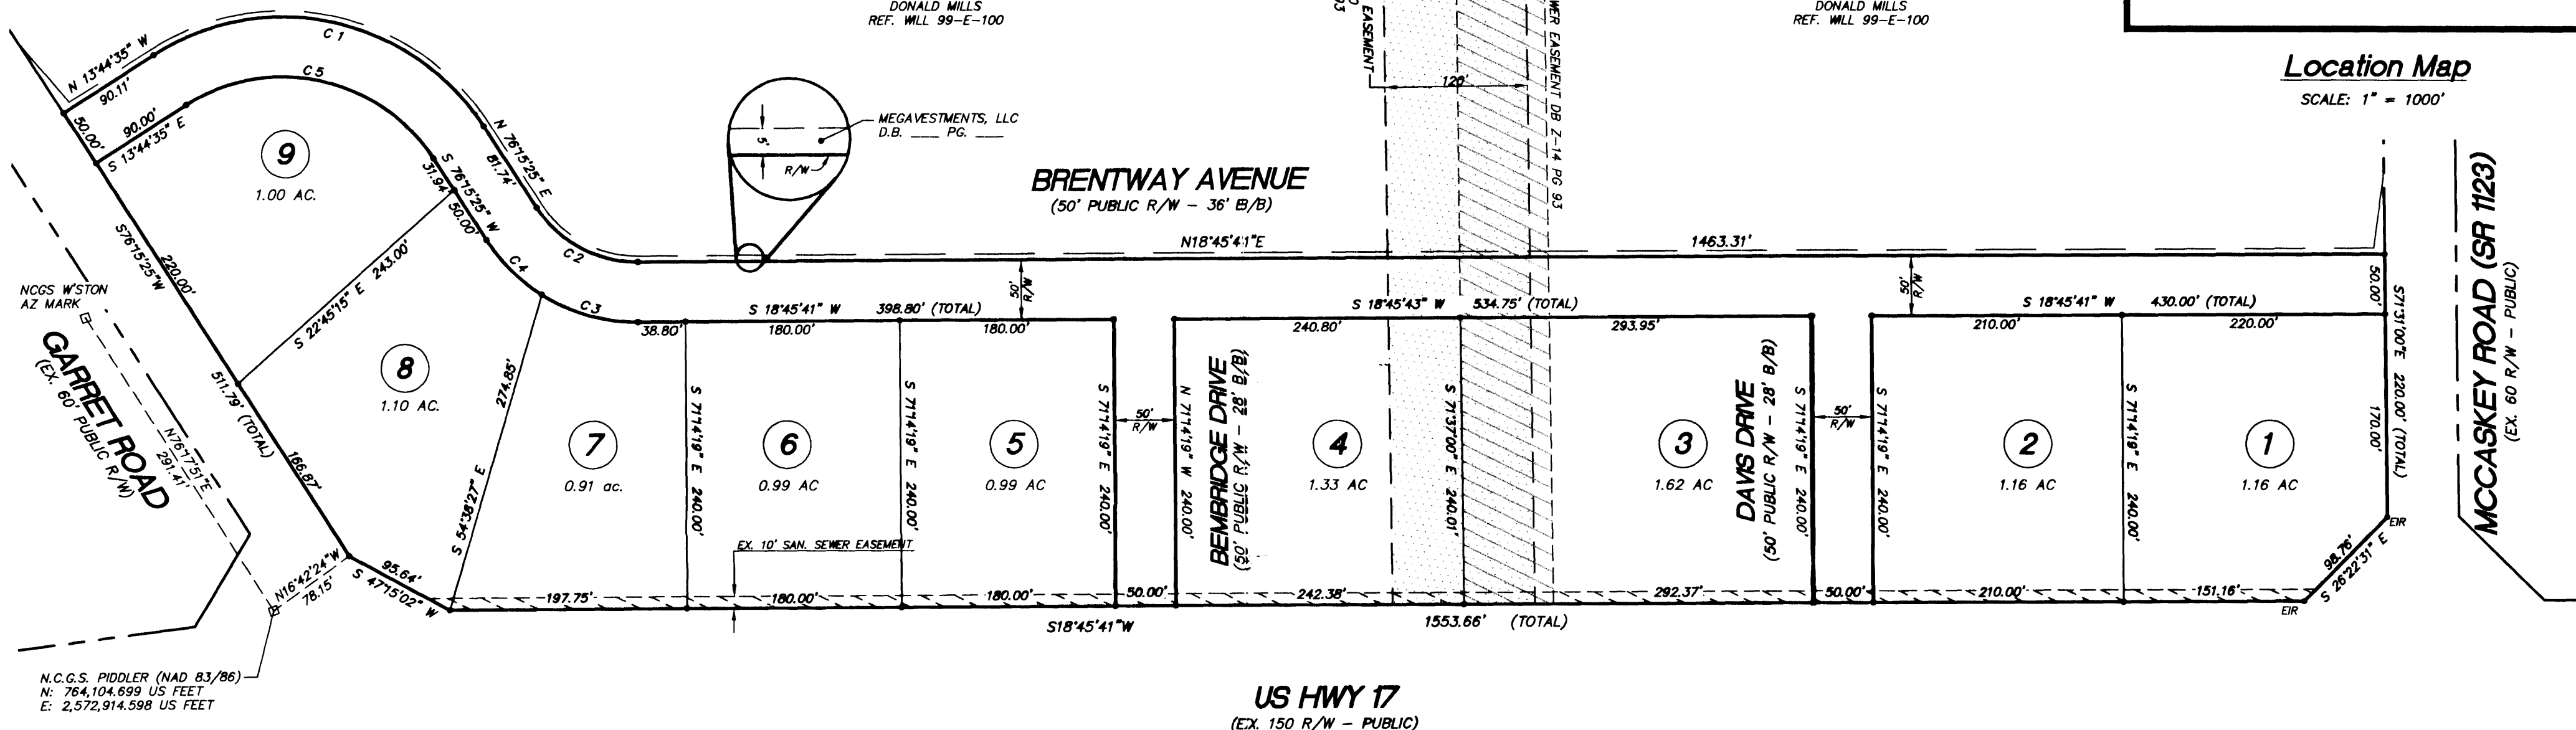 DONALD MILLS
REF. WILL 99-E-100
DONALD MILLS
REF. WILL 99-E-100
EASEMENT
93
SEWER EASEMENT DB Z-14 PG 93
120'
Location Map
SCALE: 1" = 1000'
N 13°44'35" W
90.11'
C 1
C 5
50.00'
90.00'
S 13°44'35" E
N 76°15'25" E
81.74'
S 76°15'25" W
31.94'
50.00'
C 2
C 4
C 3
5'
R/W
MEGAVESTMENTS, LLC
D.B. ___ PG. ___
BRENTWAY AVENUE
(50' PUBLIC R/W - 36' B/B)
N18°45'41"E
1463.31'
50'
R/W
50'
R/W
S 18°45'41" W 398.80' (TOTAL)
38.80'
180.00'
180.00'
S 18°45'43" W 534.75' (TOTAL)
240.80'
293.95'
S 18°45'41" W 430.00' (TOTAL)
210.00'
220.00'
50.00'
S71°31'00"E 220.00' (TOTAL)
170.00'
MCCASKEY ROAD (SR 1123)
(EX. 60 R/W - PUBLIC)
9
1.00 AC.
S76°15'25"W
220.00'
S 22°45'15" E 243.00'
511.79' (TOTAL)
166.87'
NCGS W'STON
AZ MARK
GARRET ROAD
(EX. 60' PUBLIC R/W)
N76°17'51"E
291.41'
8
1.10 AC.
274.85'
S 54°38'27" E
7
0.91 ac.
S 71°14'19" E 240.00'
6
0.99 AC
S 71°14'19" E 240.00'
5
0.99 AC
S 71°14'19" E 240.00'
50'
R/W
N 71°14'19" W 240.00'
BEMBRIDGE DRIVE
(50' PUBLIC R/W - 28' B/B)
4
1.33 AC
S 71°37'00" E 240.01'
3
1.62 AC
DAVIS DRIVE
(50' PUBLIC R/W - 28' B/B)
S 71°14'19" E 240.00'
50'
R/W
S 71°14'19" E 240.00'
2
1.16 AC
S 71°14'19" E 240.00'
1
1.16 AC
EIR
98.76'
S 26°22'31" E
EIR
EX. 10' SAN. SEWER EASEMENT
N16°42'24"W
78.15'
95.64'
S 47°15'02" W
197.75'
180.00'
180.00'
50.00'
242.38'
292.37'
50.00'
210.00'
151.16'
S18°45'41"W
1553.66' (TOTAL)
N.C.G.S. PIDDLER (NAD 83/86)
N: 764,104.699 US FEET
E: 2,572,914.598 US FEET
US HWY 17
(EX. 150 R/W - PUBLIC)